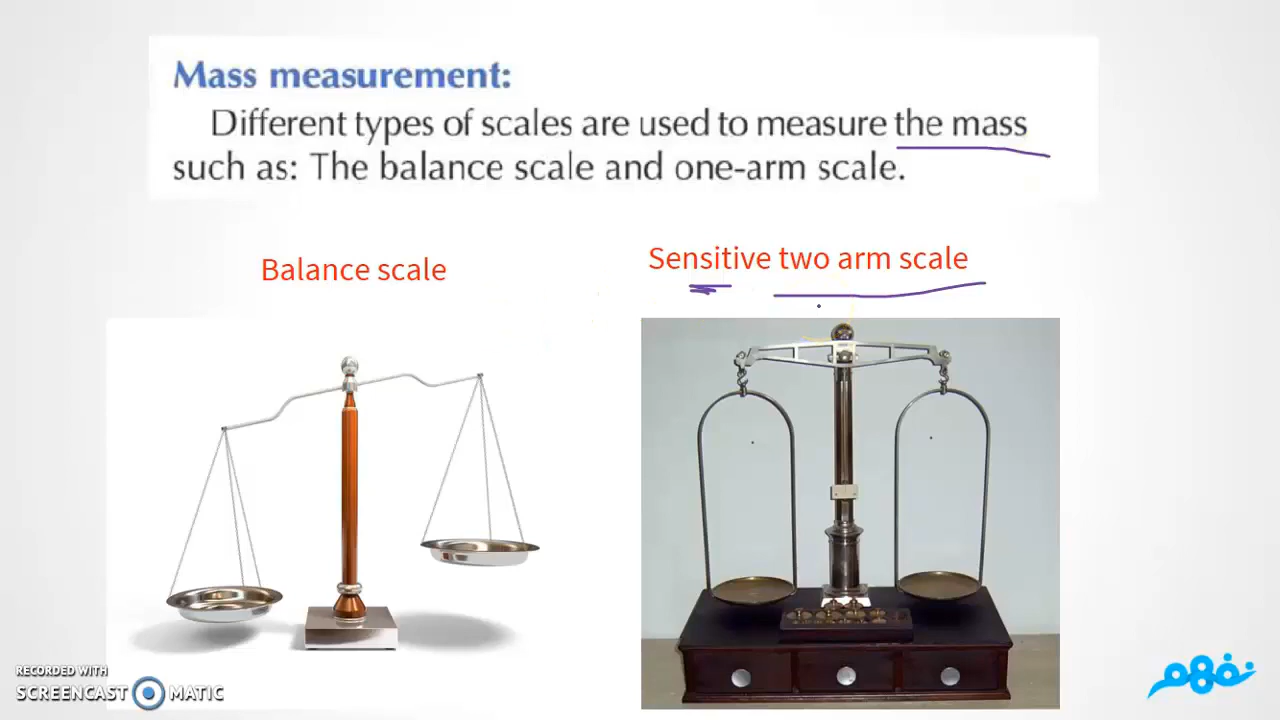 Mass measurement:
Different types of scales are used to measure the mass
such as: The balance scale and one-arm scale.
Balance scale
Sensitive two arm scale
RECORDED WITH
SCREENCAST MATIC
نفهم